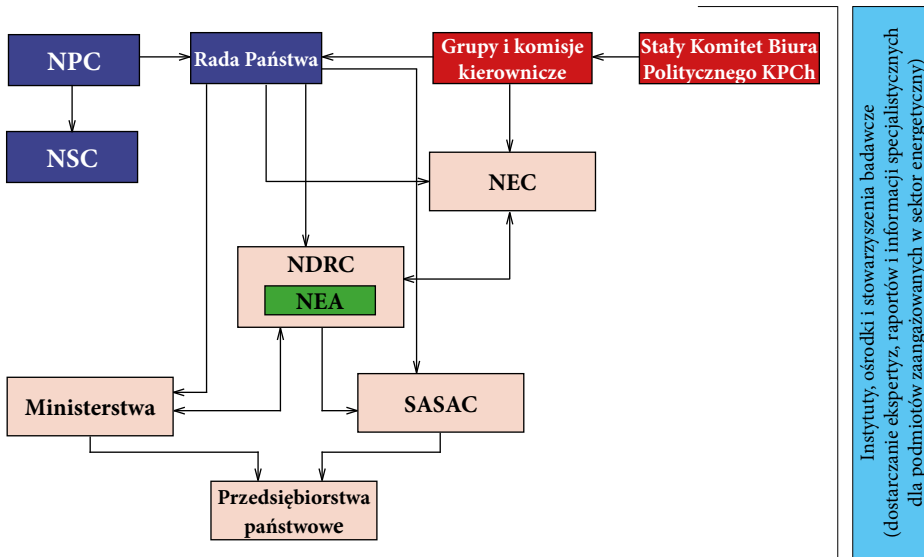 NPC
Rada Państwa
Grupy i komisje
kierownicze
Stały Komitet Biura
Politycznego KPCh
NSC
NEC
NDRC
NEA
Ministerstwa
SASAC
Przedsiębiorstwa
państwowe
Instytuty, ośrodki i stowarzyszenia badawcze
(dostarczanie ekspertyz, raportów i informacji specjalistycznych
dla podmiotów zaangażowanych w sektor energetyczny)